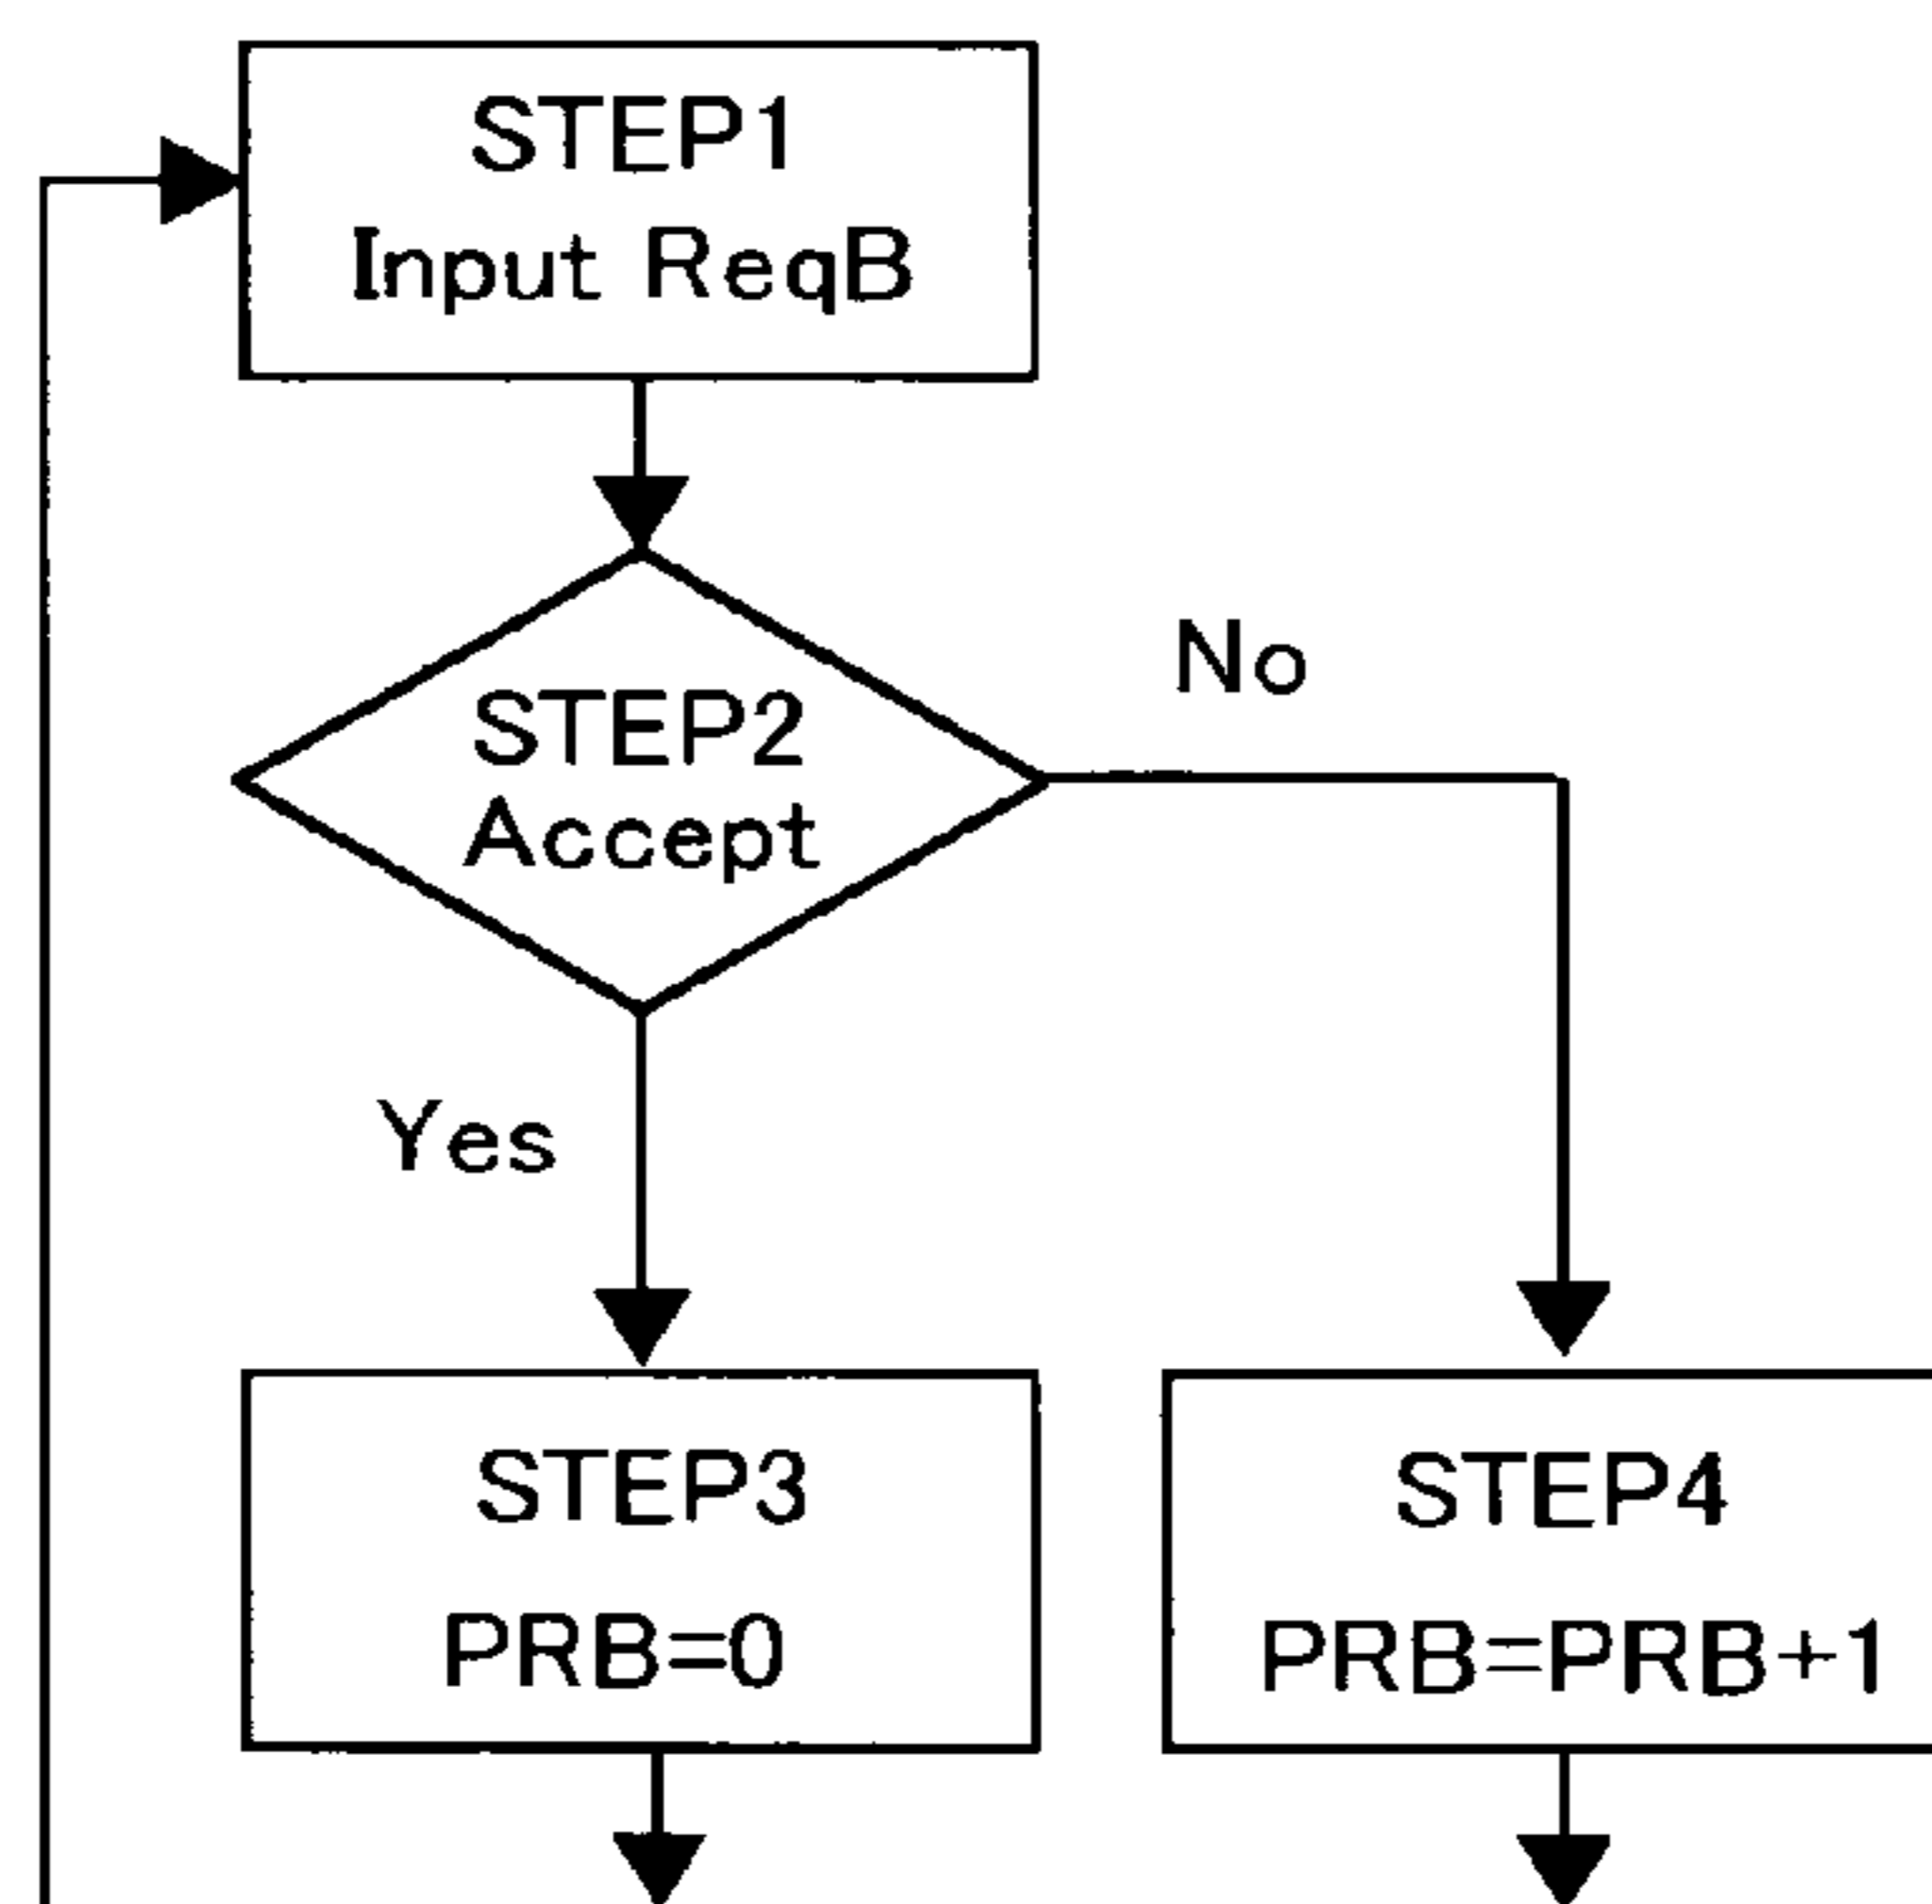 STEP1
Input ReqB
No
STEP2
Accept
Yes
STEP3
PRB=0
STEP4
PRB=PRB+1